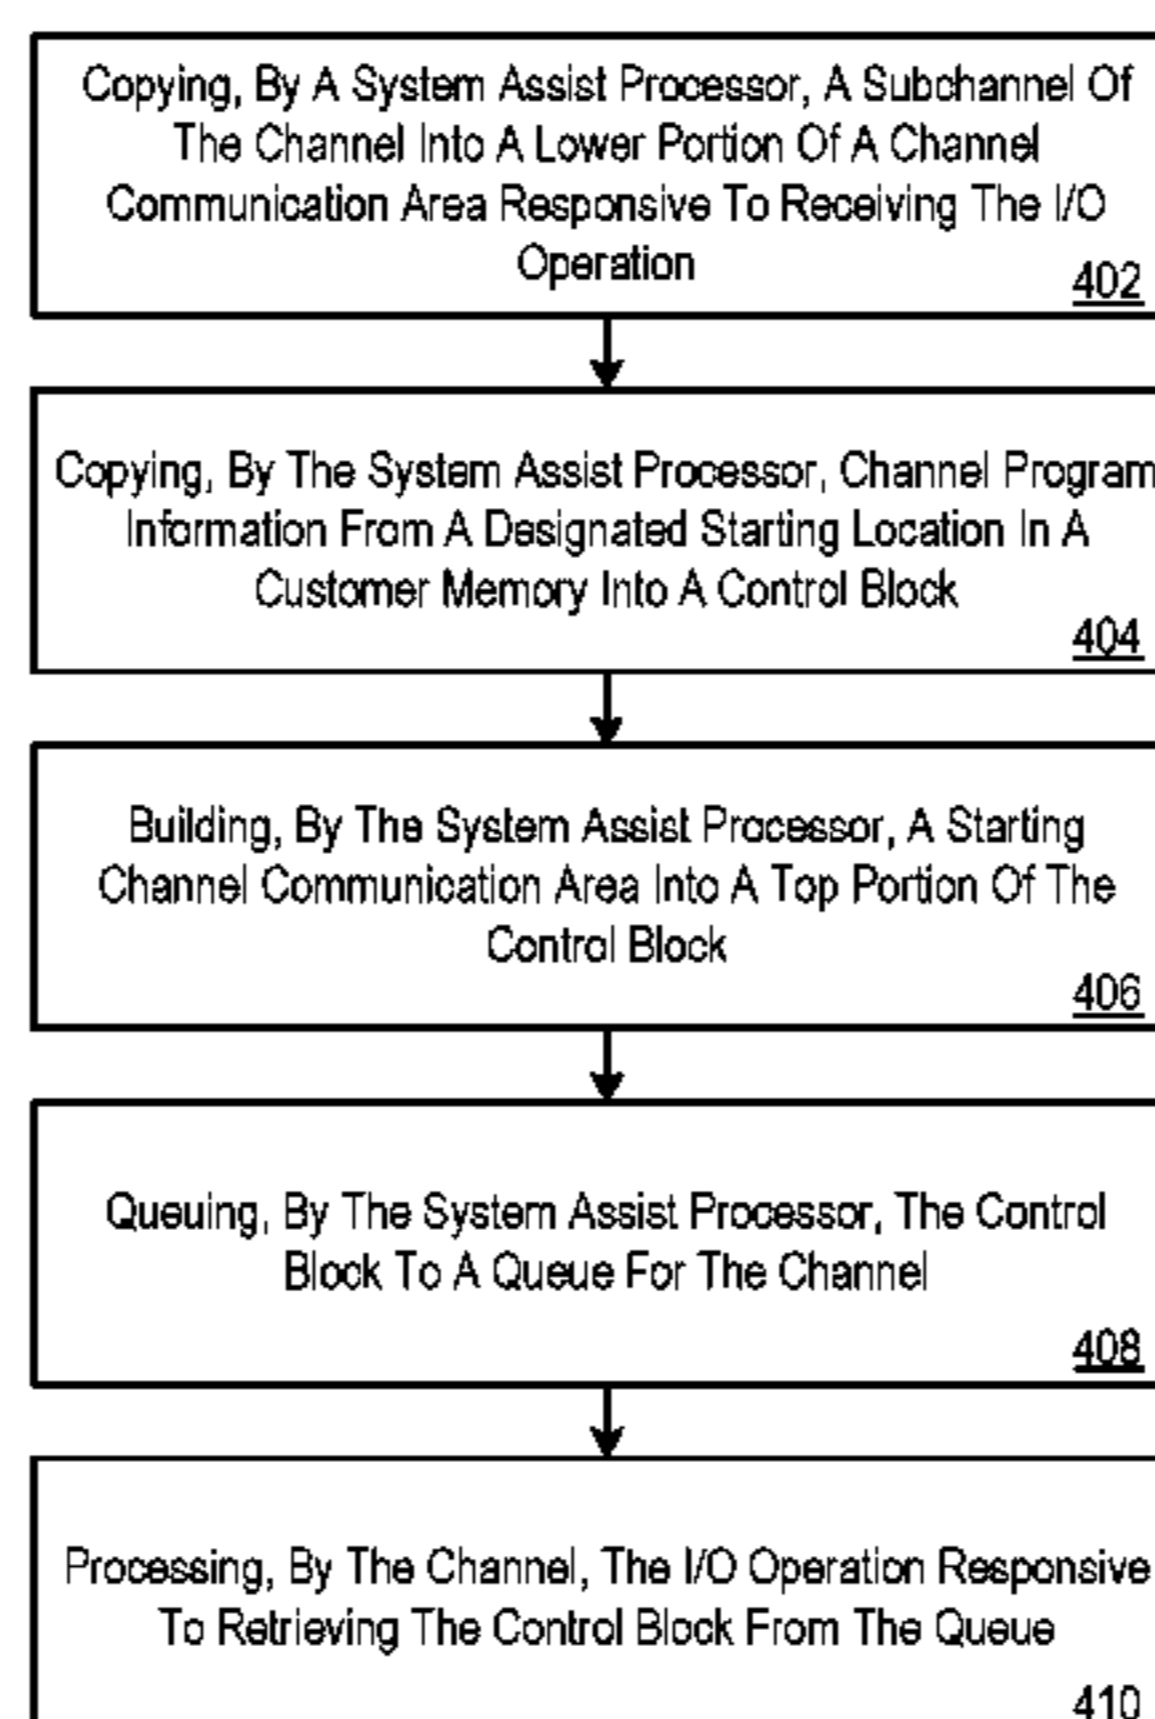 Copying, By A System Assist Processor, A Subchannel Of
The Channel Into A Lower Portion Of A Channel
Communication Area Responsive To Receiving The I/O
Operation
402
Copying, By The System Assist Processor, Channel Program
Information From A Designated Starting Location In A
Customer Memory Into A Control Block
404
Building, By The System Assist Processor, A Starting
Channel Communication Area Into A Top Portion Of The
Control Block
406
Queuing, By The System Assist Processor, The Control
Block To A Queue For The Channel
408
Processing, By The Channel, The I/O Operation Responsive
To Retrieving The Control Block From The Queue
410